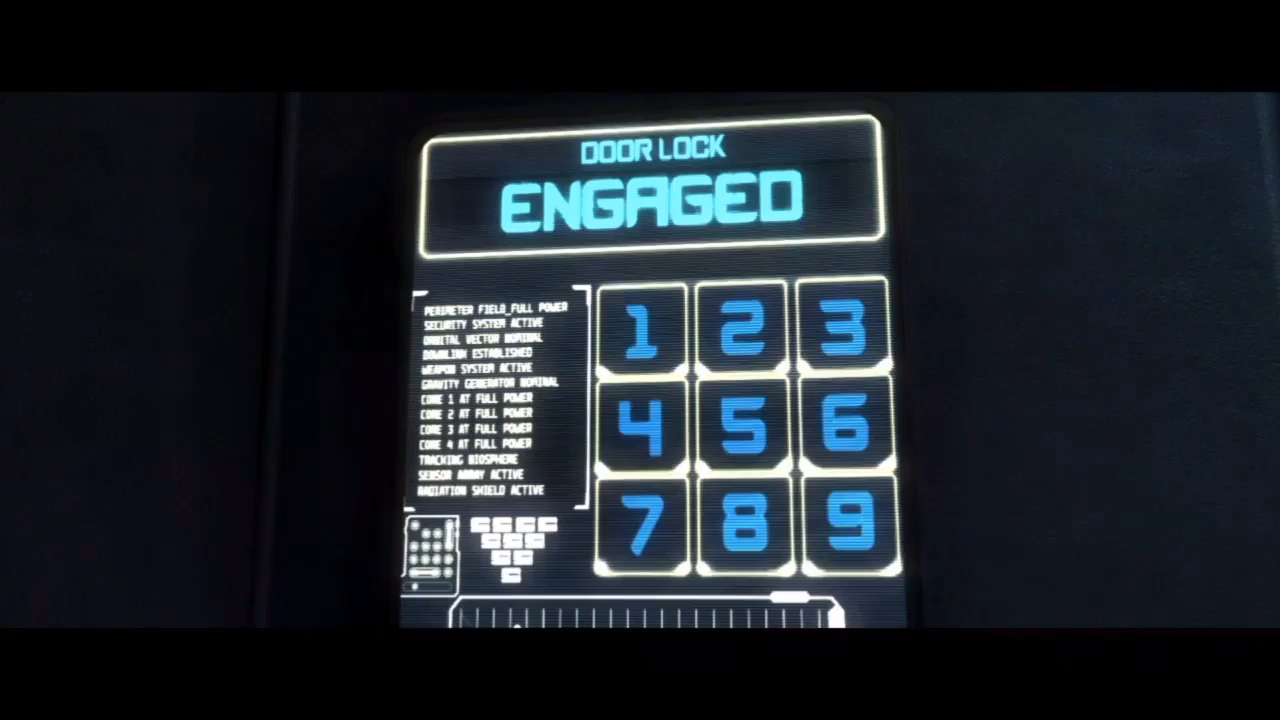 DOOR LOCK
ENGAGED
PERIMETER FIELD_FULL POWER
SECURITY SYSTEM ACTIVE
ORBITAL VECTOR NOMINAL
DOWNLINK ESTABLISHED
WEAPON SYSTEM ACTIVE
GRAVITY GENERATOR NOMINAL
CORE 1 AT FULL POWER
CORE 2 AT FULL POWER
CORE 3 AT FULL POWER
CORE 4 AT FULL POWER
TRACKING BIOSPHERE
SENSOR ARRAY ACTIVE
RADIATION SHIELD ACTIVE
1 2 3
4 5 6
7 8 9